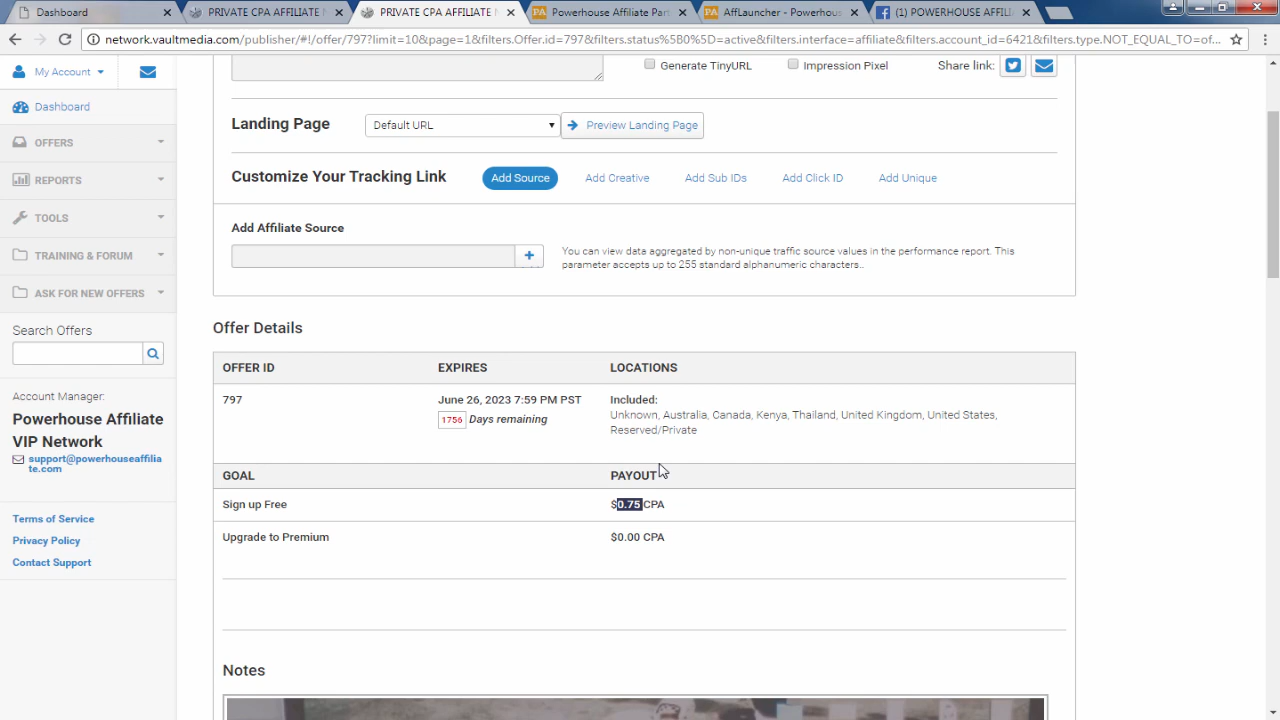 Dashboard
PRIVATE CPA AFFILIATE N
PRIVATE CPA AFFILIATE N
Powerhouse Affiliate Part
AffLauncher - Powerhous
(1) POWERHOUSE AFFILI
network.vaultmedia.com/publisher/#!/offer/797?limit=10&page=1&filters.Offer.id=797&filters.status%5B0%5D=active&filters.interface=affiliate&filters.account_id=6421&filters.type.NOT_EQUAL_TO=of...
My Account
Dashboard
OFFERS
REPORTS
TOOLS
TRAINING & FORUM
ASK FOR NEW OFFERS
Search Offers
Account Manager:
Powerhouse Affiliate
VIP Network
support@powerhouseaffilia
te.com
Terms of Service
Privacy Policy
Contact Support
Generate TinyURL
Impression Pixel
Share link:
Landing Page
Default URL
Preview Landing Page
Customize Your Tracking Link
Add Source
Add Creative
Add Sub IDs
Add Click ID
Add Unique
Add Affiliate Source
You can view data aggregated by non-unique traffic source values in the performance report. This
parameter accepts up to 255 standard alphanumeric characters..
Offer Details
OFFER ID
EXPIRES
LOCATIONS
797
June 26, 2023 7:59 PM PST
1756 Days remaining
Included:
Unknown, Australia, Canada, Kenya, Thailand, United Kingdom, United States,
Reserved/Private
GOAL
PAYOUT
Sign up Free
$0.75 CPA
Upgrade to Premium
$0.00 CPA
Notes